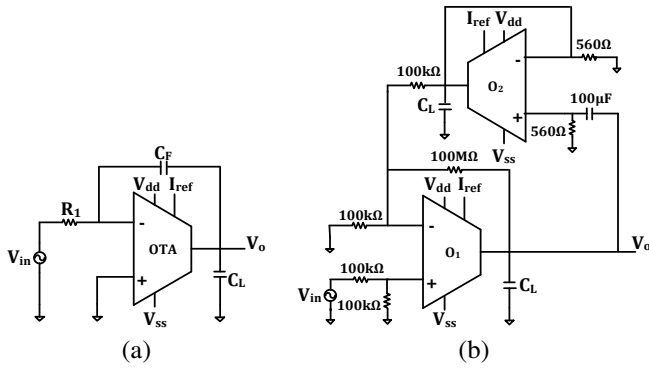 C_F
V_dd I_ref
R_1
-
OTA
V_o
V_in
+
C_L
V_ss
(a)
I_ref V_dd
560Ω
100kΩ
-
O_2
100μF
C_L
+
560Ω
V_ss
100MΩ
V_dd I_ref
100kΩ
-
V_o
O_1
100kΩ
V_in
+
C_L
100kΩ
V_ss
(b)